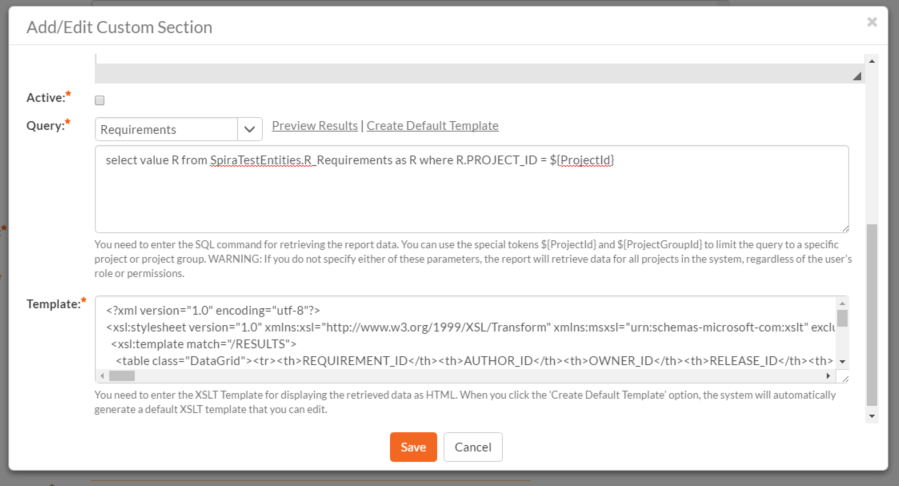 Add/Edit Custom Section
×
Active:*
Query:* Requirements Preview Results | Create Default Template
select value R from SpiraTestEntities.R_Requirements as R where R.PROJECT_ID = ${ProjectId}
You need to enter the SQL command for retrieving the report data. You can use the special tokens ${ProjectId} and ${ProjectGroupId} to limit the query to a specific
project or project group. WARNING: If you do not specify either of these parameters, the report will retrieve data for all projects in the system, regardless of the user's
role or permissions.
Template:*
<?xml version="1.0" encoding="utf-8"?>
<xsl:stylesheet version="1.0" xmlns:xsl="http://www.w3.org/1999/XSL/Transform" xmlns:msxsl="urn:schemas-microsoft-com:xslt" exclu
<xsl:template match="/RESULTS">
<table class="DataGrid"><tr><th>REQUIREMENT_ID</th><th>AUTHOR_ID</th><th>OWNER_ID</th><th>RELEASE_ID</th><th>
You need to enter the XSLT Template for displaying the retrieved data as HTML. When you click the 'Create Default Template' option, the system will automatically
generate a default XSLT template that you can edit.
Save Cancel